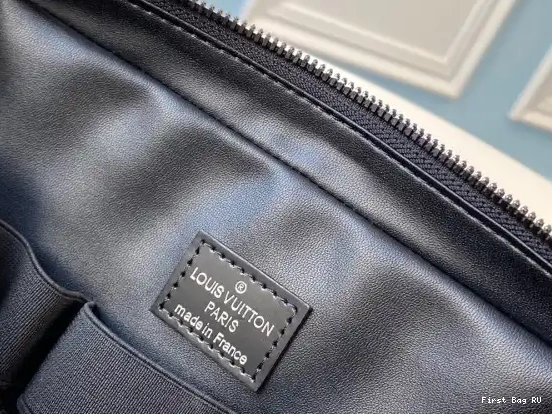 ®
LOUIS VUITTON
PARIS
made in France
First Bag RU